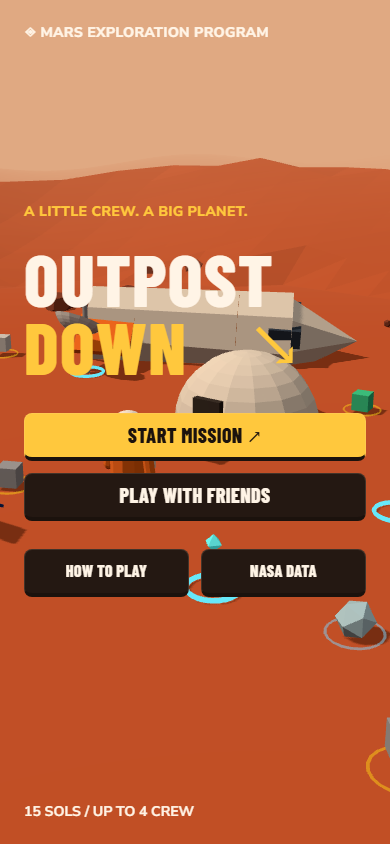 ❖ MARS EXPLORATION PROGRAM
A LITTLE CREW. A BIG PLANET.
OUTPOST
DOWN ↘
START MISSION ↗
PLAY WITH FRIENDS
HOW TO PLAY
NASA DATA
15 SOLS / UP TO 4 CREW